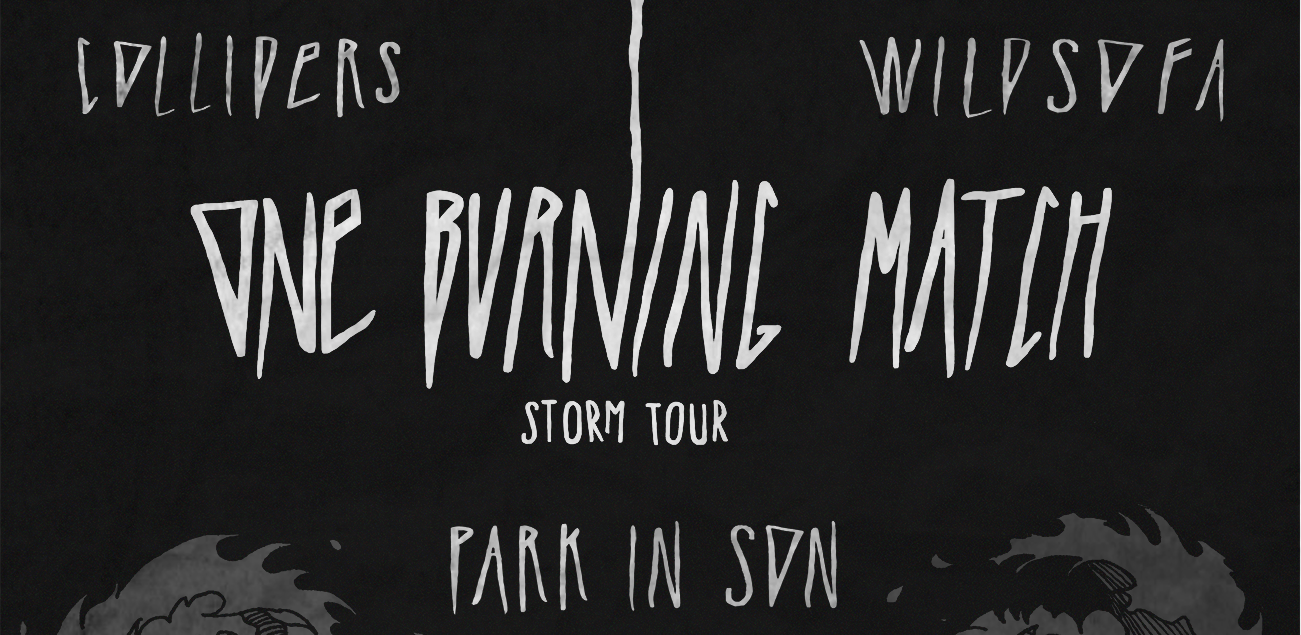 COLLIDERS WILDSOFA
ONE BURNING MATCH
STORM TOUR
PARK IN SON